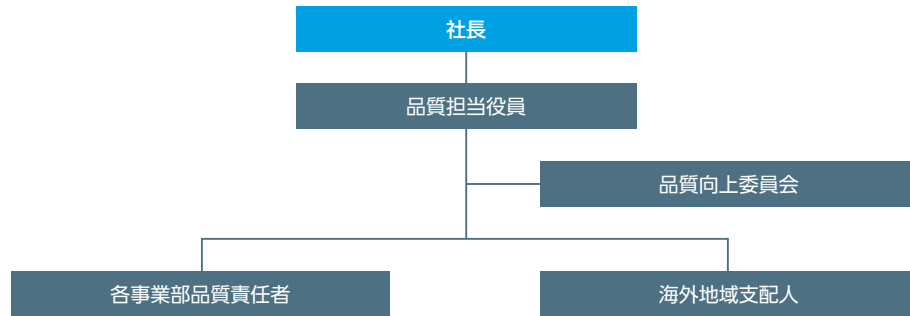 社長
品質担当役員
品質向上委員会
各事業部品質責任者
海外地域支配人